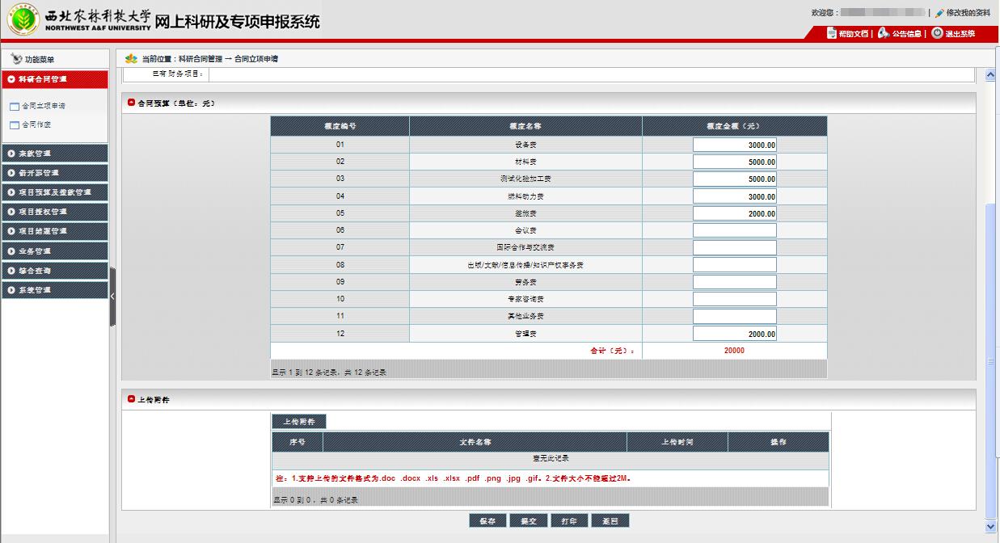 西北农林科技大学
NORTHWEST A&F UNIVERSITY
网上科研及专项申报系统
欢迎您：
| 修改我的资料
帮助文档 | 公告信息 | 退出系统
功能菜单
科研合同管理
合同立项申请
合同作废
来款管理
借开票管理
项目预算及拨款管理
项目授权管理
项目结题管理
业务管理
综合查询
系统管理
当前位置：科研合同管理 → 合同立项申请
已有财务项目：
合同预算（单位：元）
额度编号 额度名称 额度金额（元）
01 设备费 3000.00
02 材料费 5000.00
03 测试化验加工费 5000.00
04 燃料动力费 3000.00
05 差旅费 2000.00
06 会议费
07 国际合作与交流费
08 出版/文献/信息传播/知识产权事务费
09 劳务费
10 专家咨询费
11 其他业务费
12 管理费 2000.00
合计（元）： 20000
显示 1 到 12 条记录，共 12 条记录
上传附件
上传附件
序号 文件名称 上传时间 操作
查无此记录
注：1.支持上传的文件格式为.doc .docx .xls .xlsx .pdf .png .jpg .gif。2.文件大小不能超过2M。
显示 0 到 0，共 0 条记录
保存 提交 打印 返回